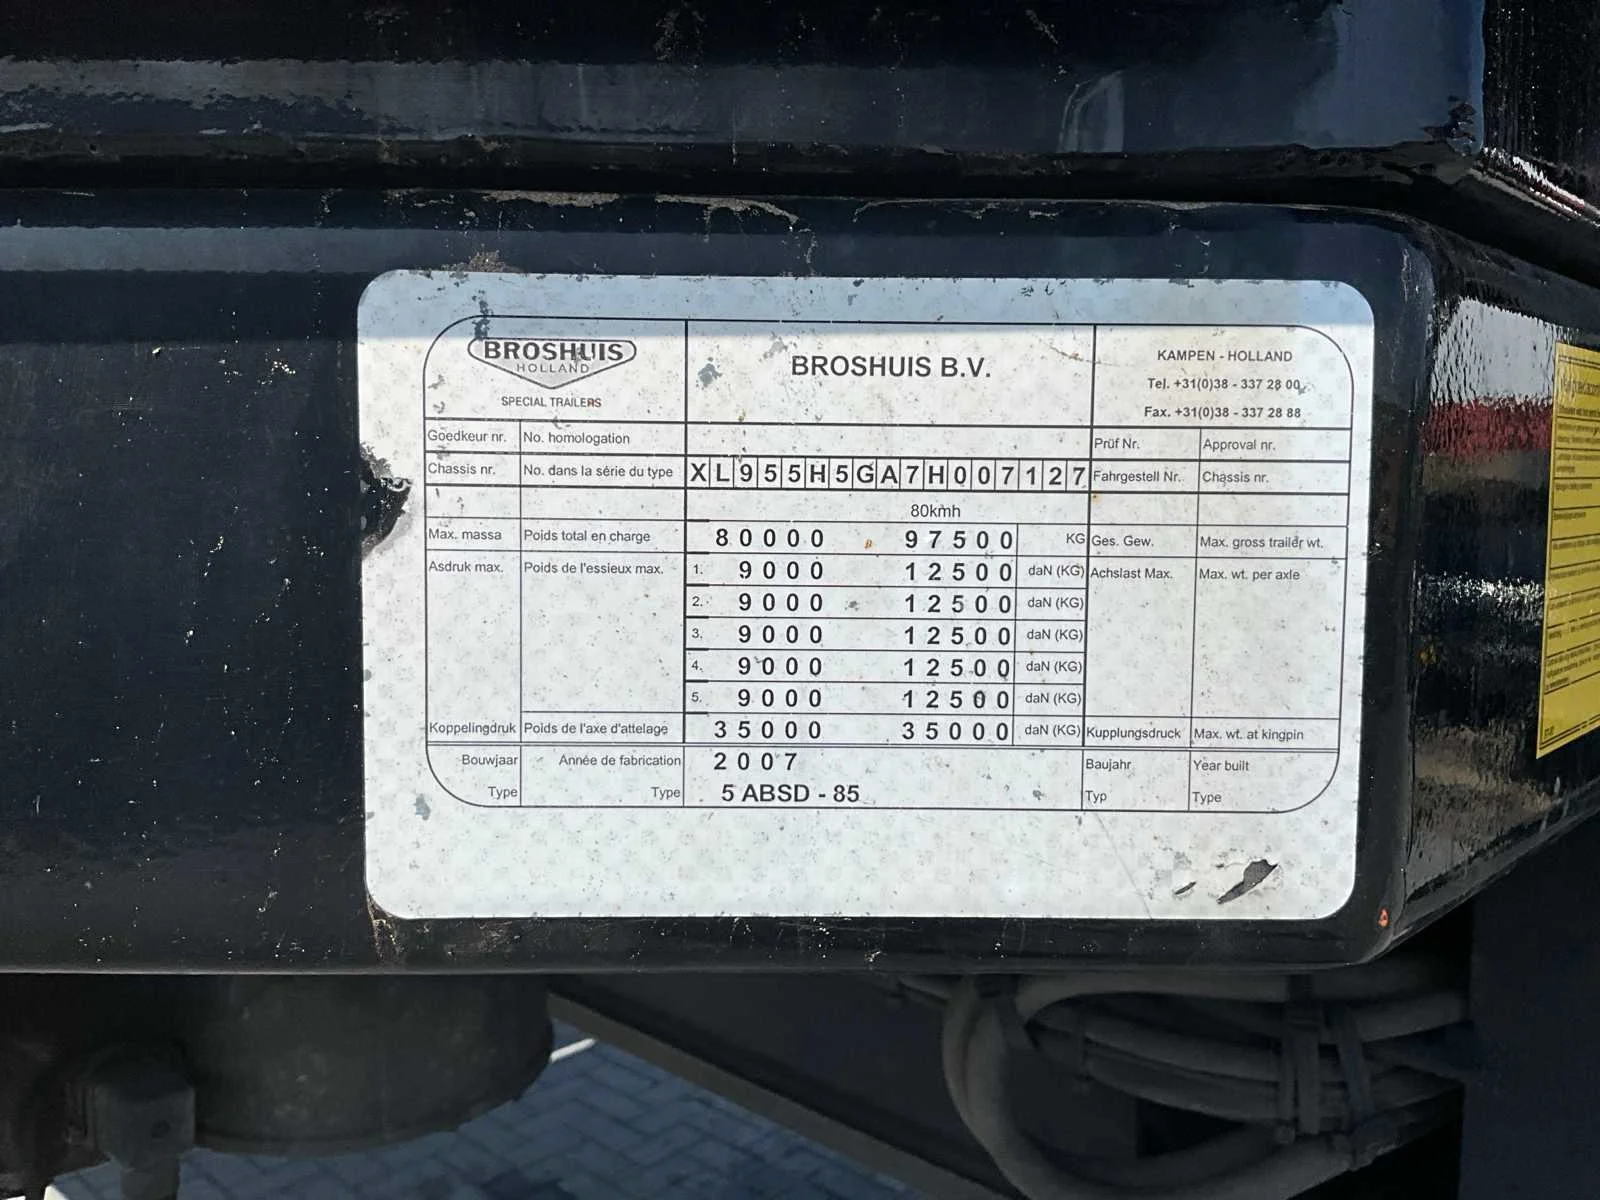 BROSHUIS
HOLLAND
SPECIAL TRAILERS
BROSHUIS B.V.
KAMPEN - HOLLAND
Tel. +31(0)38 - 337 28 00
Fax. +31(0)38 - 337 28 88
Goedkeur nr. No. homologation Prüf Nr. Approval nr.
Chassis nr. No. dans la série du type XL955H5GA7H007127 Fahrgestell Nr. Chassis nr.
80kmh
Max. massa Poids total en charge 80000 97500 KG Ges. Gew. Max. gross trailer wt.
Asdruk max. Poids de l'essieux max. 1. 9000 12500 daN (KG) Achslast Max. Max. wt. per axle
2. 9000 12500 daN (KG)
3. 9000 12500 daN (KG)
4. 9000 12500 daN (KG)
5. 9000 12500 daN (KG)
Koppelingdruk Poids de l'axe d'attelage 35000 35000 daN (KG) Kupplungsdruck Max. wt. at kingpin
Bouwjaar Année de fabrication 2007 Baujahr Year built
Type Type 5 ABSD - 85 Typ Type